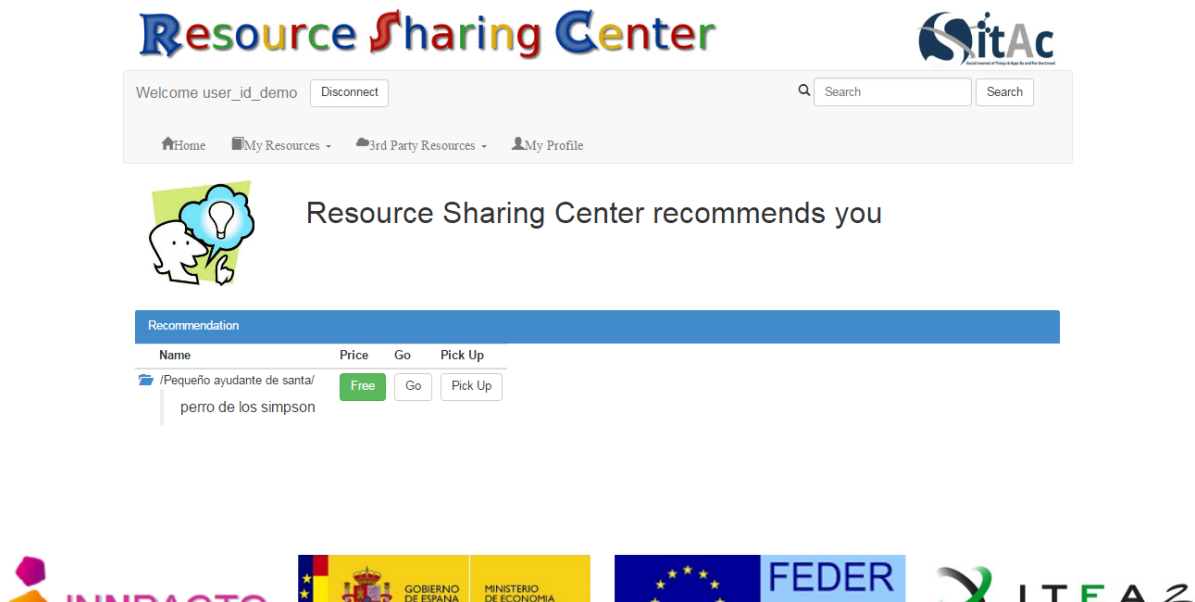 Resource Sharing Center
SitAc
Welcome user_id_demo Disconnect
Search Search
Home My Resources 3rd Party Resources My Profile
Resource Sharing Center recommends you
Recommendation
Name Price Go Pick Up
/Pequeño ayudante de santa/ Free Go Pick Up
perro de los simpson
GOBIERNO MINISTERIO
DE ESPAÑA DE ECONOMIA
FEDER